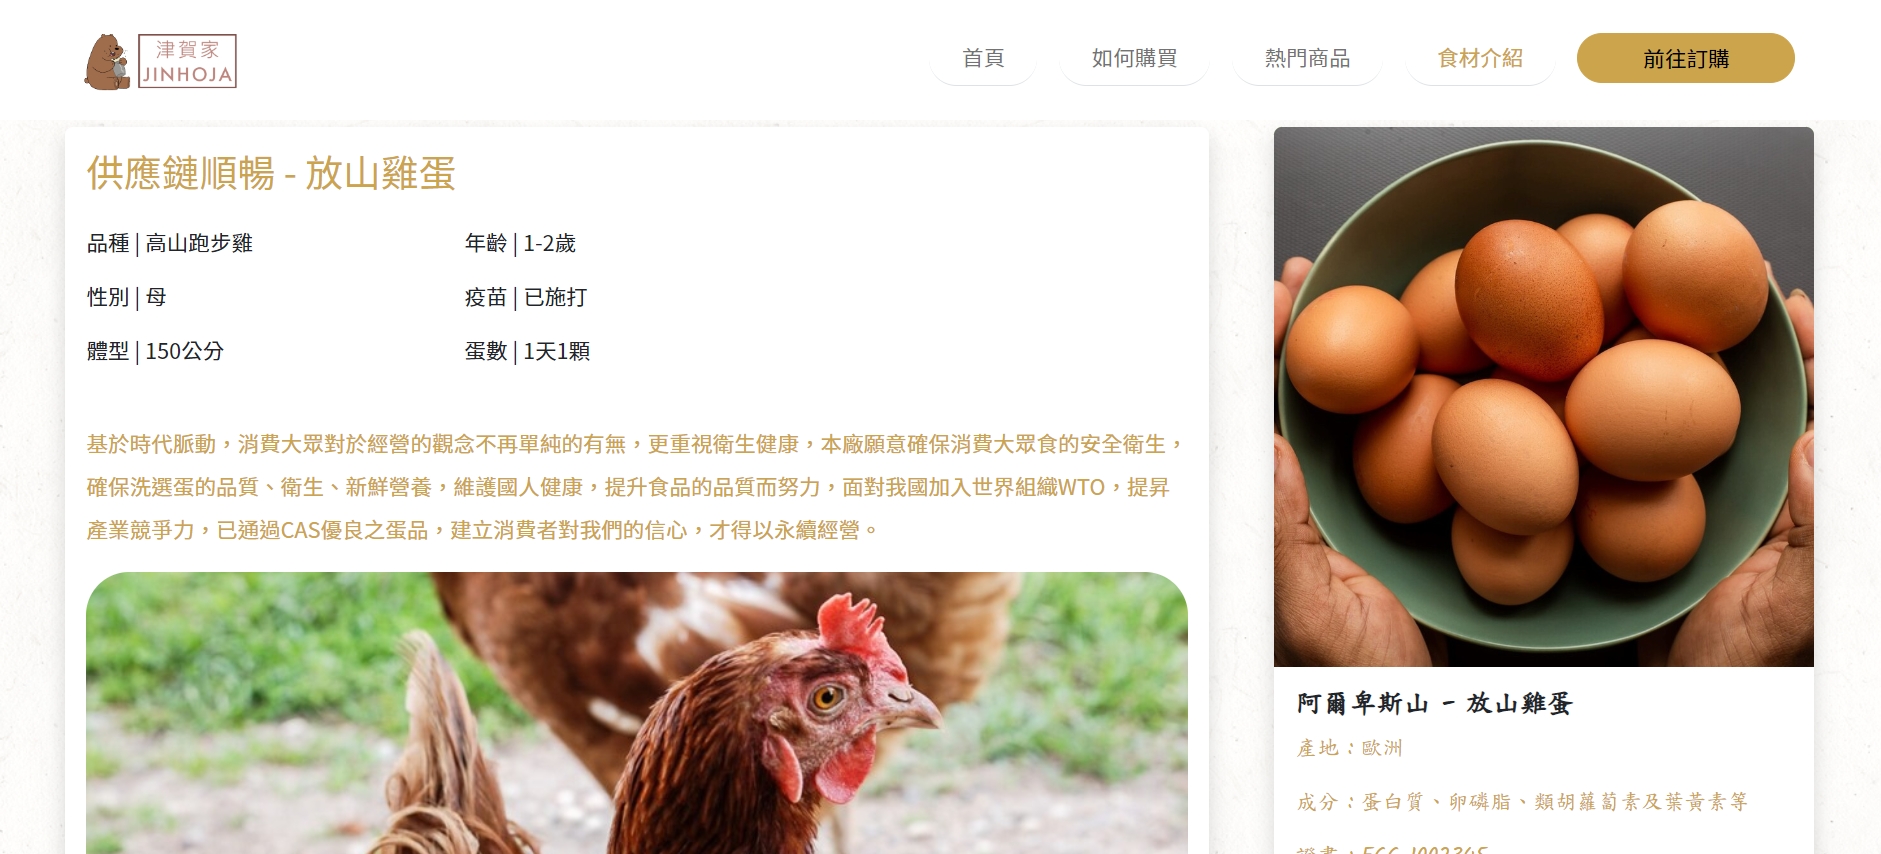 津賀家
JINHOJA
首頁
如何購買
熱門商品
食材介紹
前往訂購
供應鏈順暢 - 放山雞蛋
品種 | 高山跑步雞
年齡 | 1-2歲
性別 | 母
疫苗 | 已施打
體型 | 150公分
蛋數 | 1天1顆
基於時代脈動，消費大眾對於經營的觀念不再單純的有無，更重視衛生健康，本廠願意確保消費大眾食的安全衛生，
確保洗選蛋的品質、衛生、新鮮營養，維護國人健康，提升食品的品質而努力，面對我國加入世界組織WTO，提昇
產業競爭力，已通過CAS優良之蛋品，建立消費者對我們的信心，才得以永續經營。
阿爾卑斯山 - 放山雞蛋
產地：歐洲
成分：蛋白質、卵磷脂、類胡蘿蔔素及葉黃素等